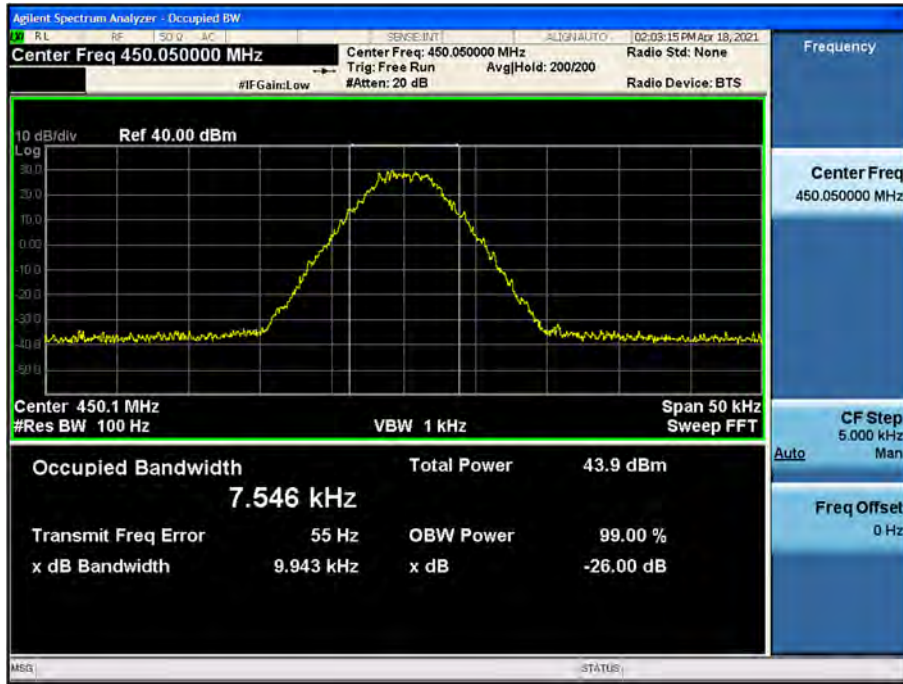 Agilent Spectrum Analyzer - Occupied BW
RL RF 50 Ω AC SENSE:INT ALIGN AUTO 02:03:15 PM Apr 18, 2021
Center Freq 450.050000 MHz
Center Freq: 450.050000 MHz
Radio Std: None
Trig: Free Run Avg|Hold: 200/200
#IFGain:Low #Atten: 20 dB Radio Device: BTS
10 dB/div Ref 40.00 dBm
Log
30.0
20.0
10.0
0.00
-10.0
-20.0
-30.0
-40.0
-50.0
Center 450.1 MHz Span 50 kHz
#Res BW 100 Hz VBW 1 kHz Sweep FFT
Occupied Bandwidth Total Power 43.9 dBm
7.546 kHz
Transmit Freq Error 55 Hz OBW Power 99.00 %
x dB Bandwidth 9.943 kHz x dB -26.00 dB
MSG STATUS
Frequency
Center Freq
450.050000 MHz
CF Step
5.000 kHz
Auto Man
Freq Offset
0 Hz